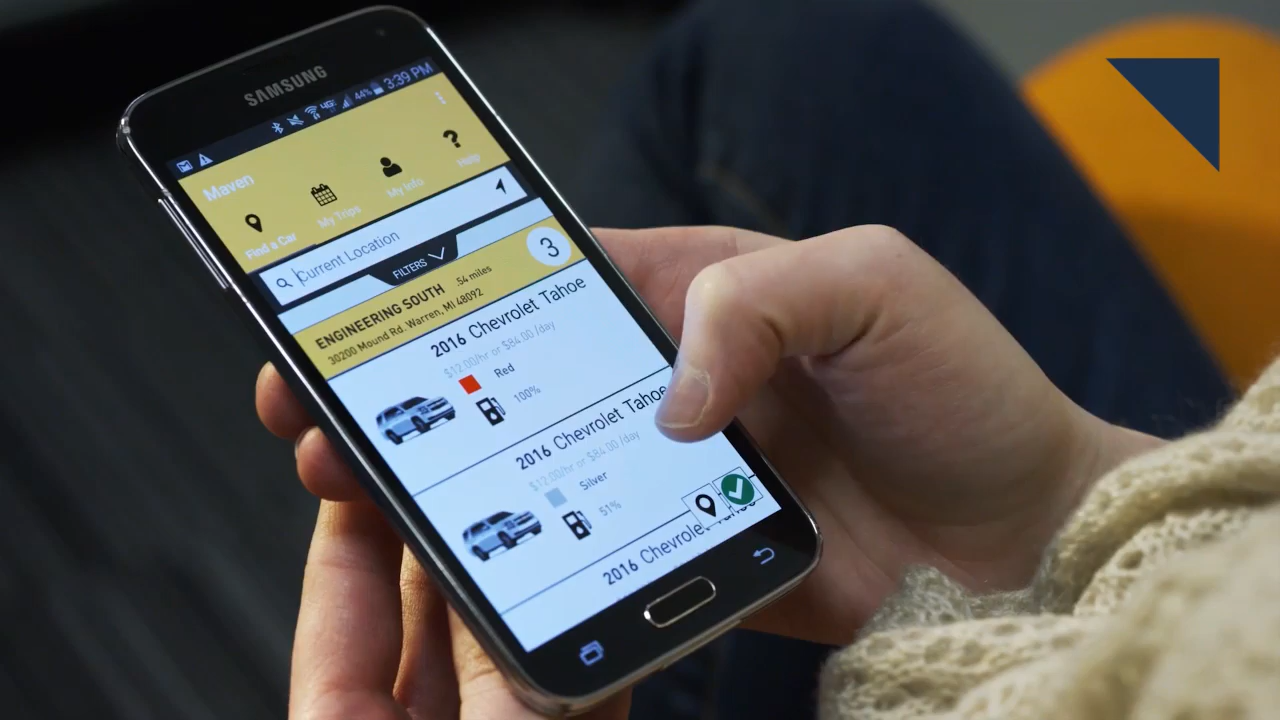 SAMSUNG
4G 44% 3:39 PM
Maven
Find a Car
My Trips
My Info
Help
Current Location
FILTERS
ENGINEERING SOUTH .54 miles
30200 Mound Rd. Warren, MI 48092
3
2016 Chevrolet Tahoe
$12.00/hr or $84.00 /day
Red
100%
2016 Chevrolet Tahoe
$12.00/hr or $84.00 /day
Silver
51%
2016 Chevrolet Tahoe